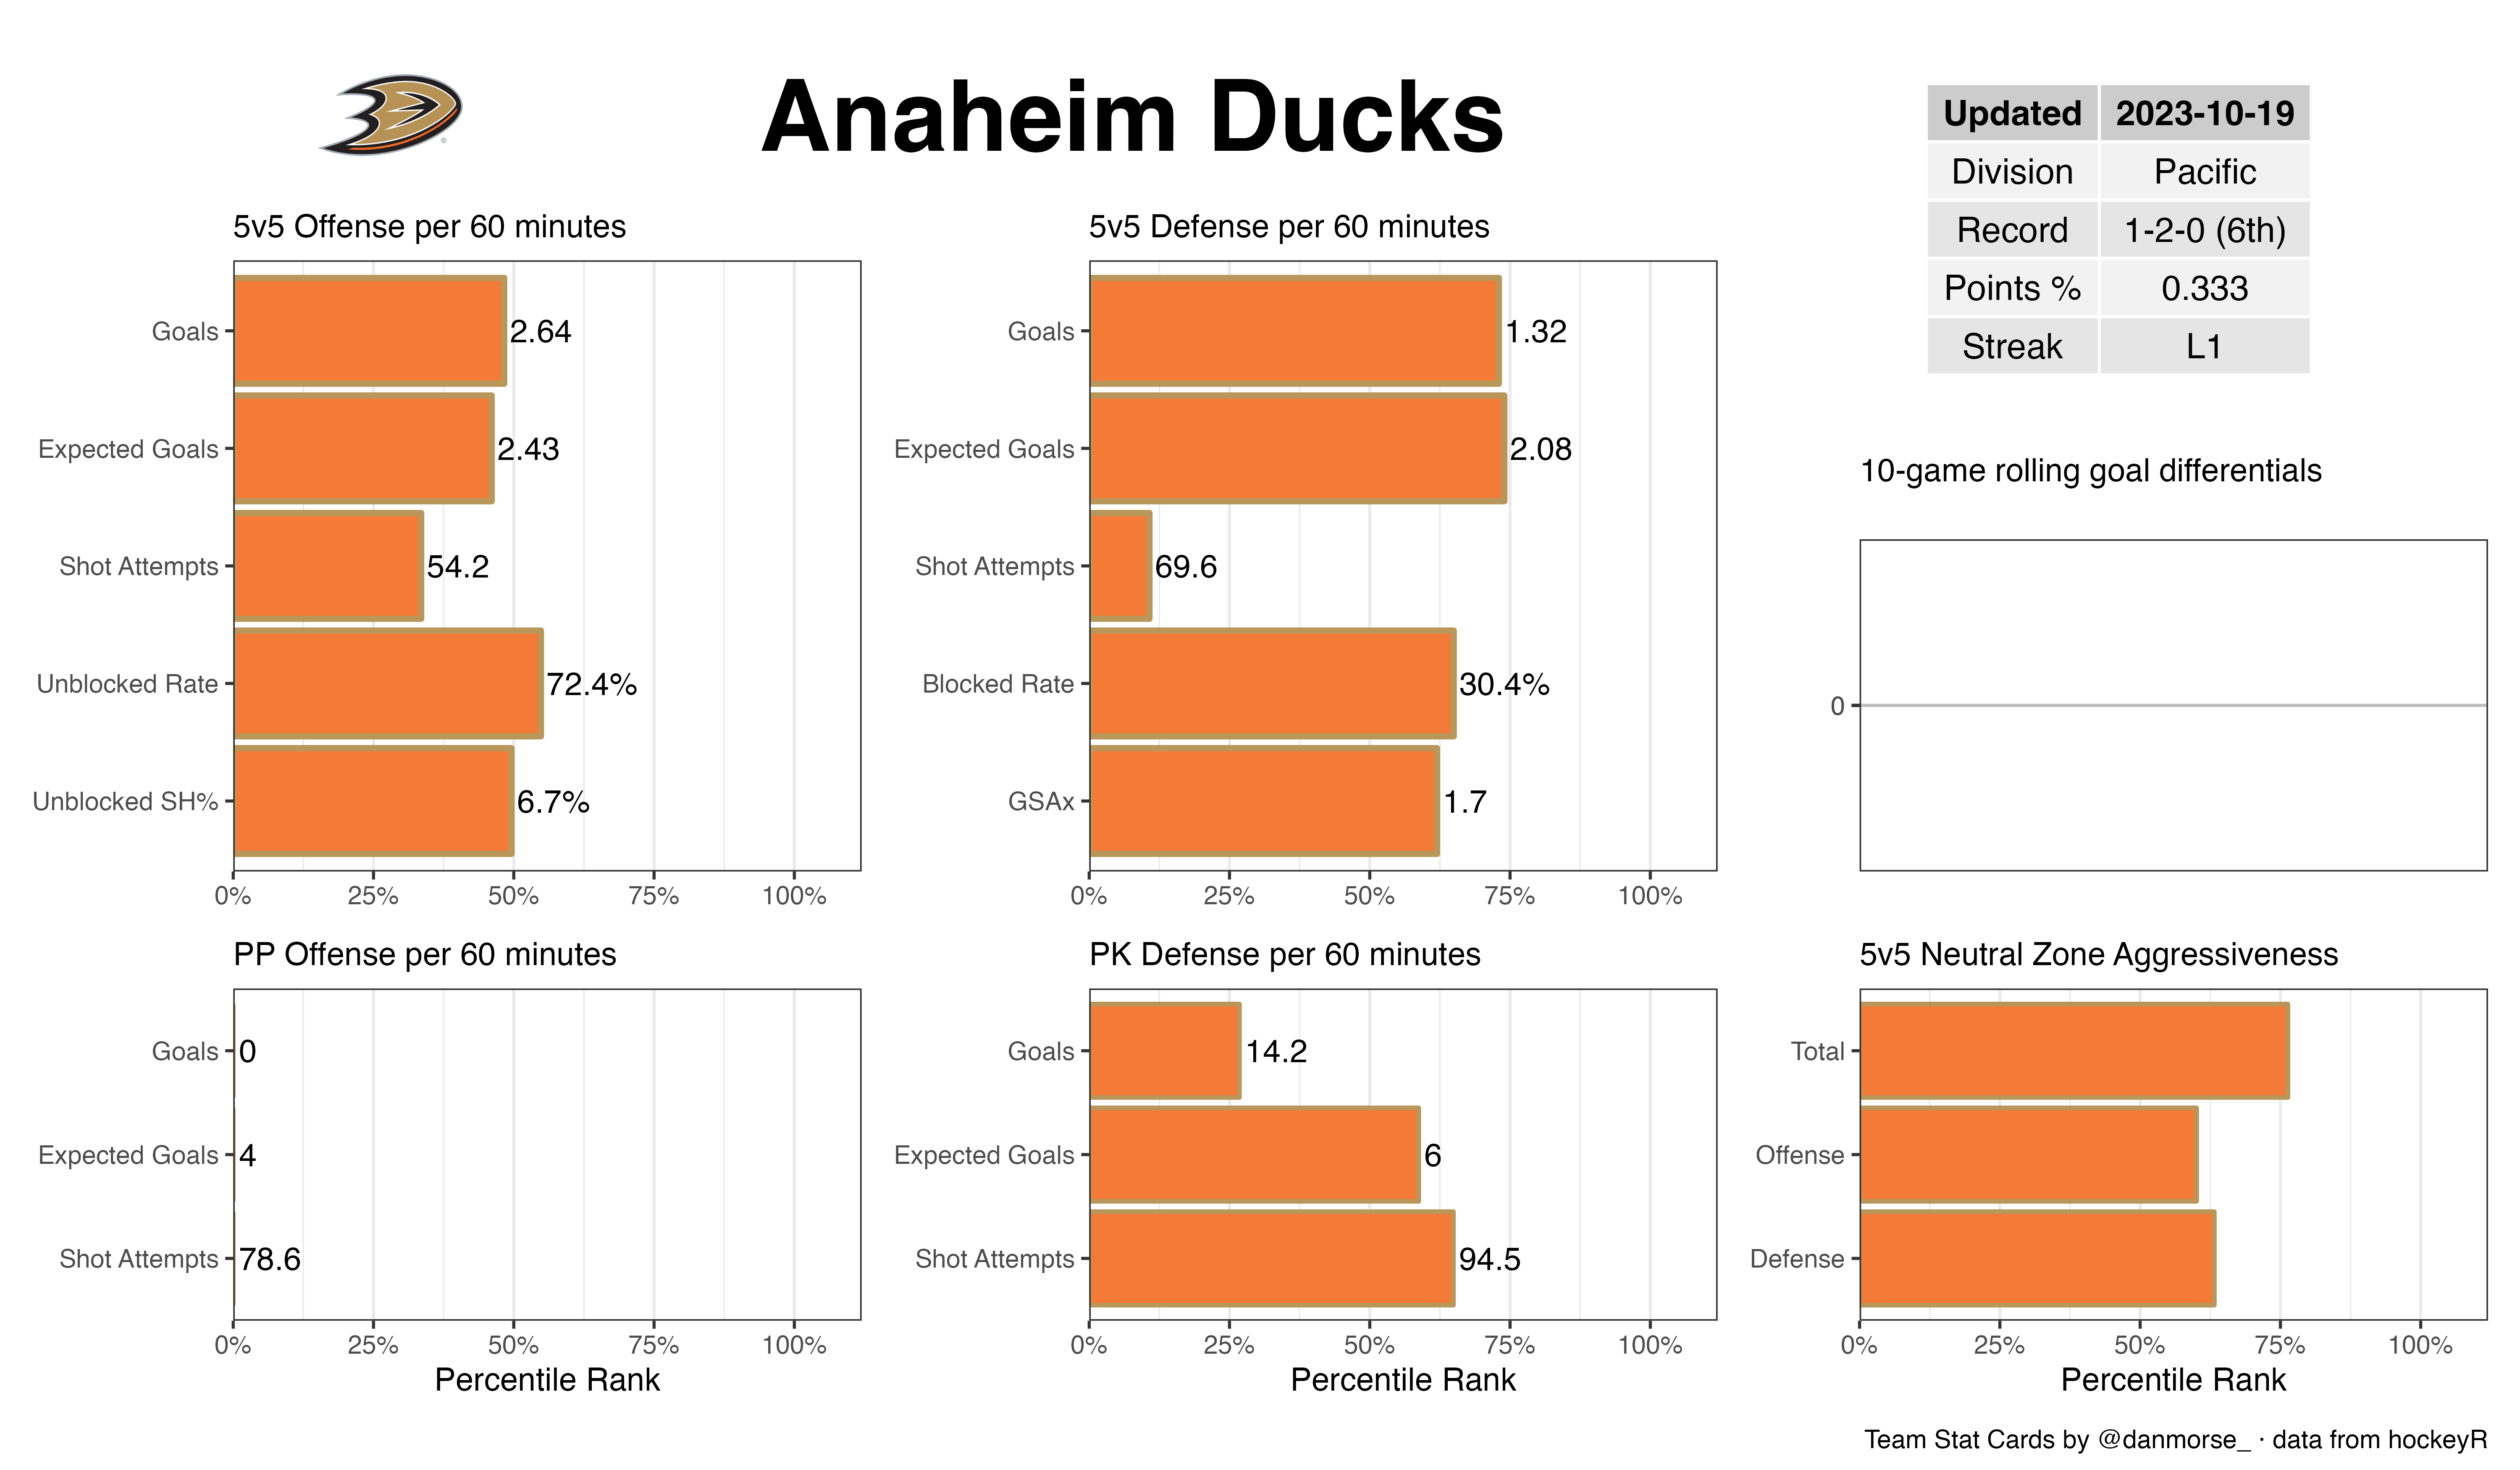 Anaheim Ducks
Updated 2023-10-19
Division Pacific
Record 1-2-0 (6th)
Points % 0.333
Streak L1
5v5 Offense per 60 minutes
Goals 2.64
Expected Goals 2.43
Shot Attempts 54.2
Unblocked Rate 72.4%
Unblocked SH% 6.7%
0% 25% 50% 75% 100%
5v5 Defense per 60 minutes
Goals 1.32
Expected Goals 2.08
Shot Attempts 69.6
Blocked Rate 30.4%
GSAx 1.7
0% 25% 50% 75% 100%
10-game rolling goal differentials
0
PP Offense per 60 minutes
Goals 0
Expected Goals 4
Shot Attempts 78.6
0% 25% 50% 75% 100%
Percentile Rank
PK Defense per 60 minutes
Goals 14.2
Expected Goals 6
Shot Attempts 94.5
0% 25% 50% 75% 100%
Percentile Rank
5v5 Neutral Zone Aggressiveness
Total
Offense
Defense
0% 25% 50% 75% 100%
Percentile Rank
Team Stat Cards by @danmorse_ · data from hockeyR